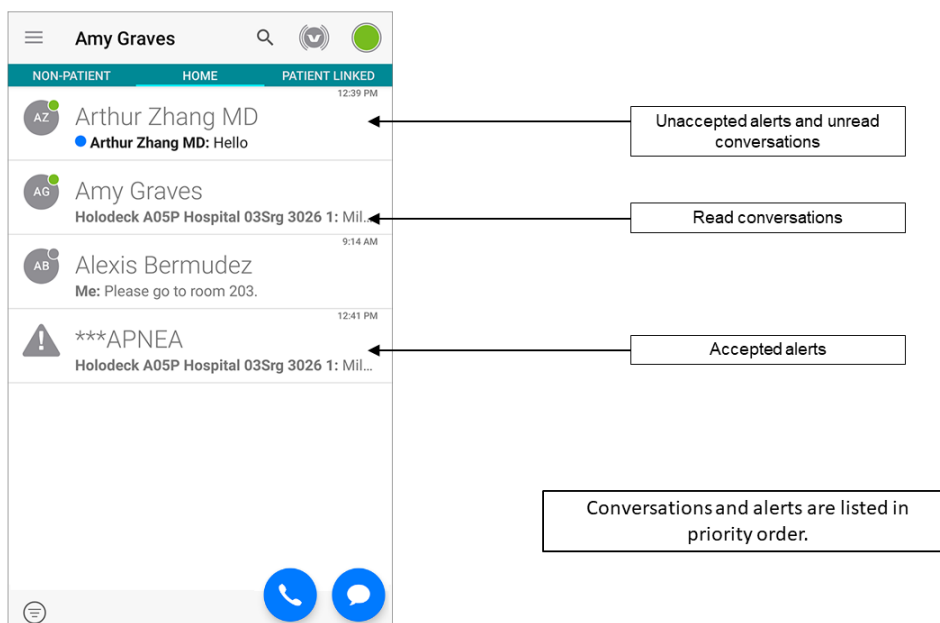 Amy Graves
NON-PATIENT HOME PATIENT LINKED
12:39 PM
AZ
Arthur Zhang MD
Arthur Zhang MD: Hello
Unaccepted alerts and unread
conversations
AG
Amy Graves
Holodeck A05P Hospital 03Srg 3026 1: Mil...
Read conversations
9:14 AM
AB
Alexis Bermudez
Me: Please go to room 203.
12:41 PM
***APNEA
Holodeck A05P Hospital 03Srg 3026 1: Mil...
Accepted alerts
Conversations and alerts are listed in
priority order.